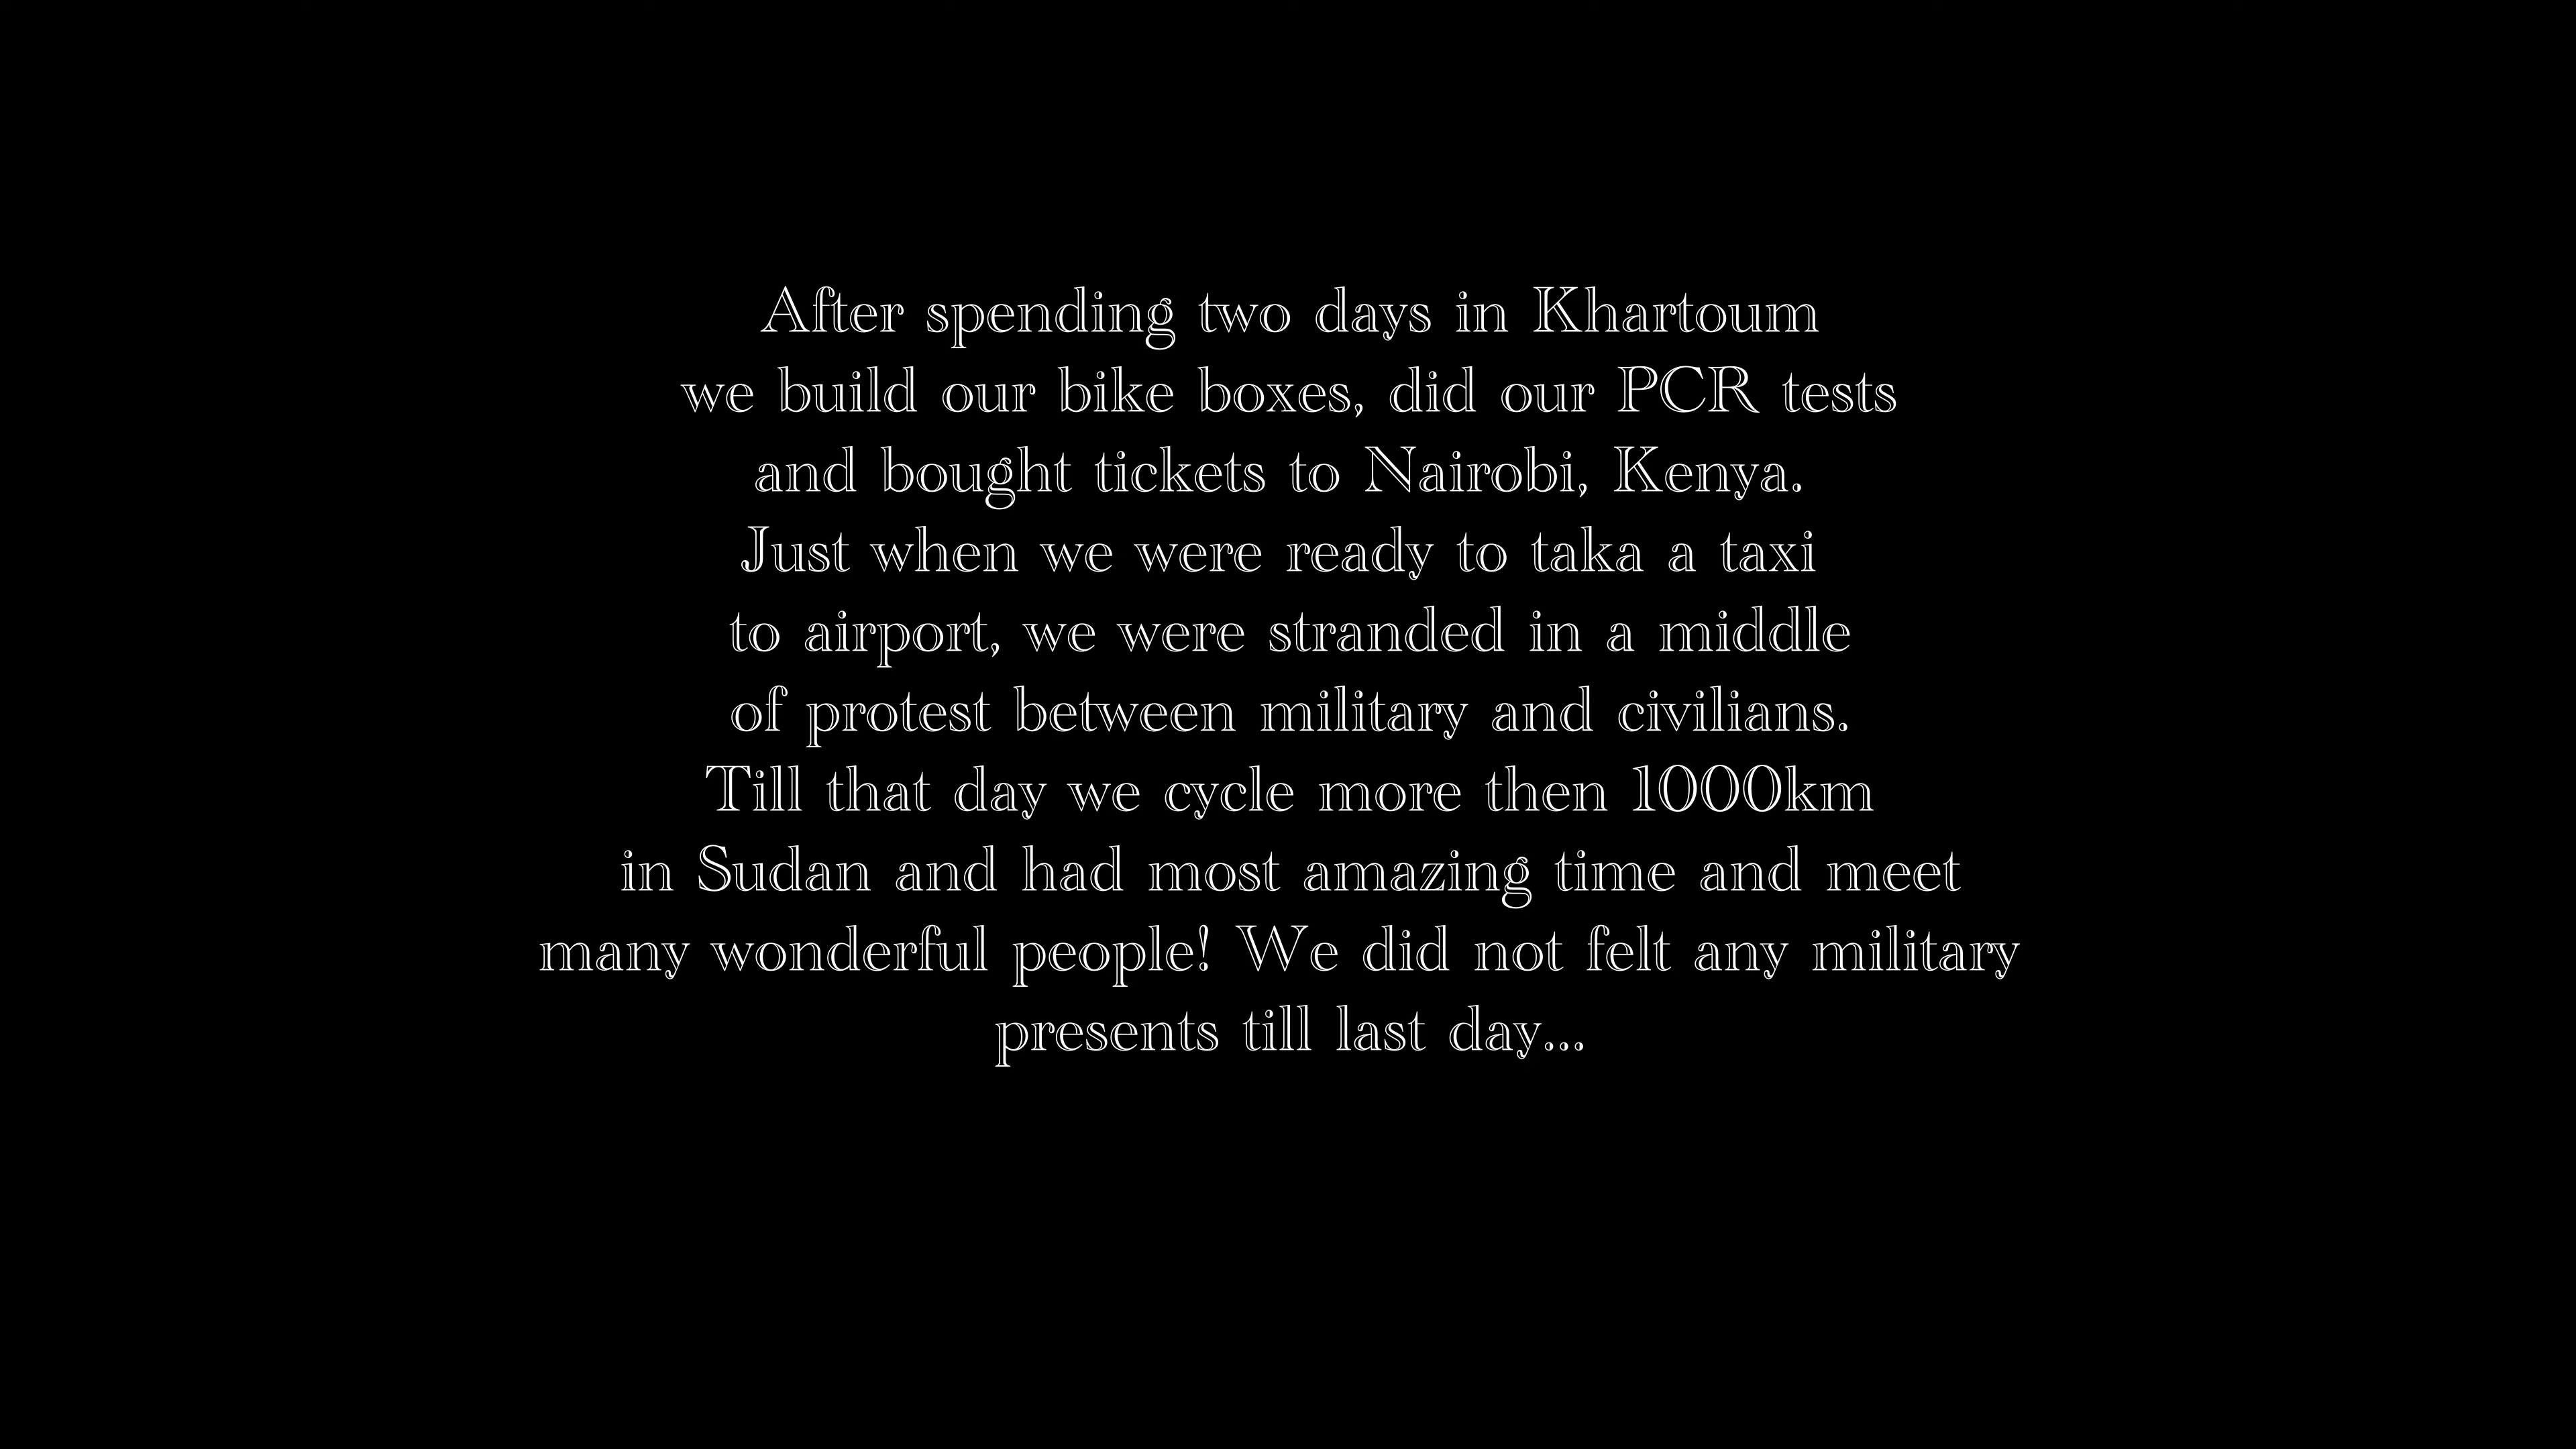 After spending two days in Khartoum
we build our bike boxes, did our PCR tests
and bought tickets to Nairobi, Kenya.
Just when we were ready to taka a taxi
to airport, we were stranded in a middle
of protest between military and civilians.
Till that day we cycle more then 1000km
in Sudan and had most amazing time and meet
many wonderful people! We did not felt any military
presents till last day...